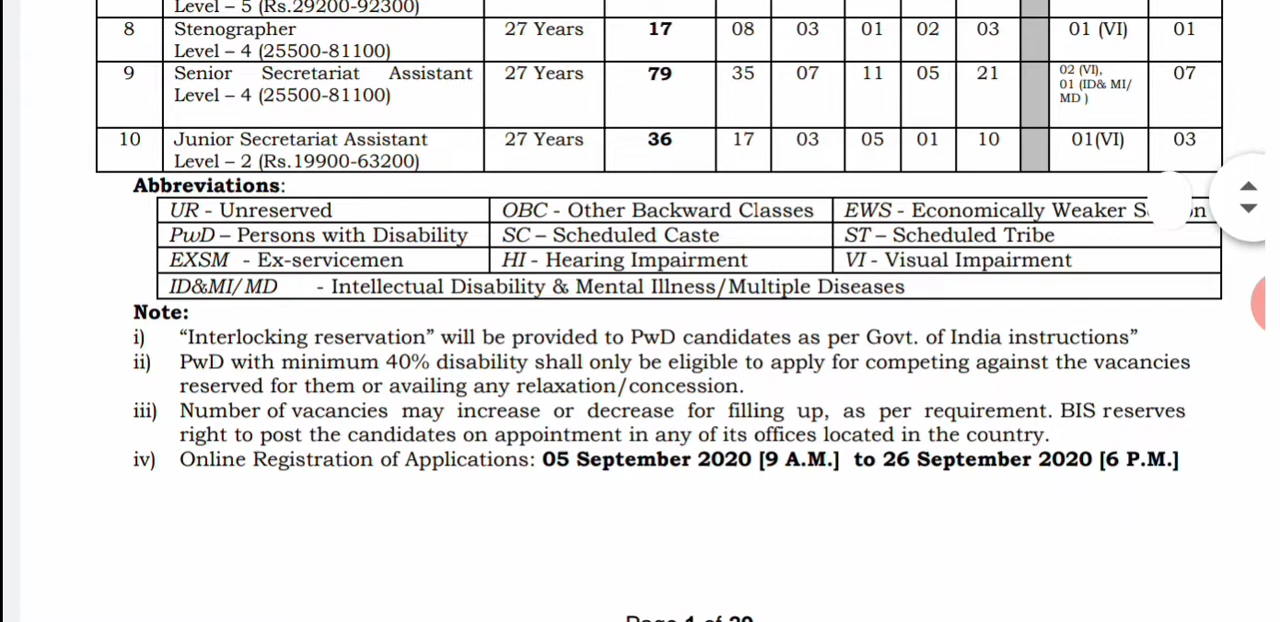 Level – 5 (Rs.29200-92300)
8 Stenographer 27 Years 17 08 03 01 02 03 01 (VI) 01
Level – 4 (25500-81100)
9 Senior Secretariat Assistant 27 Years 79 35 07 11 05 21 02 (VI), 07
01 (ID& MI/
Level – 4 (25500-81100)
MD )
10 Junior Secretariat Assistant 27 Years 36 17 03 05 01 10 01(VI) 03
Level – 2 (Rs.19900-63200)
Abbreviations:
UR - Unreserved OBC - Other Backward Classes EWS - Economically Weaker
PwD – Persons with Disability SC – Scheduled Caste ST – Scheduled Tribe
EXSM - Ex-servicemen HI - Hearing Impairment VI - Visual Impairment
ID&MI/MD - Intellectual Disability & Mental Illness/Multiple Diseases
Note:
i) “Interlocking reservation” will be provided to PwD candidates as per Govt. of India instructions”
ii) PwD with minimum 40% disability shall only be eligible to apply for competing against the vacancies
reserved for them or availing any relaxation/concession.
iii) Number of vacancies may increase or decrease for filling up, as per requirement. BIS reserves
right to post the candidates on appointment in any of its offices located in the country.
iv) Online Registration of Applications: 05 September 2020 [9 A.M.] to 26 September 2020 [6 P.M.]
Page 1 of 20